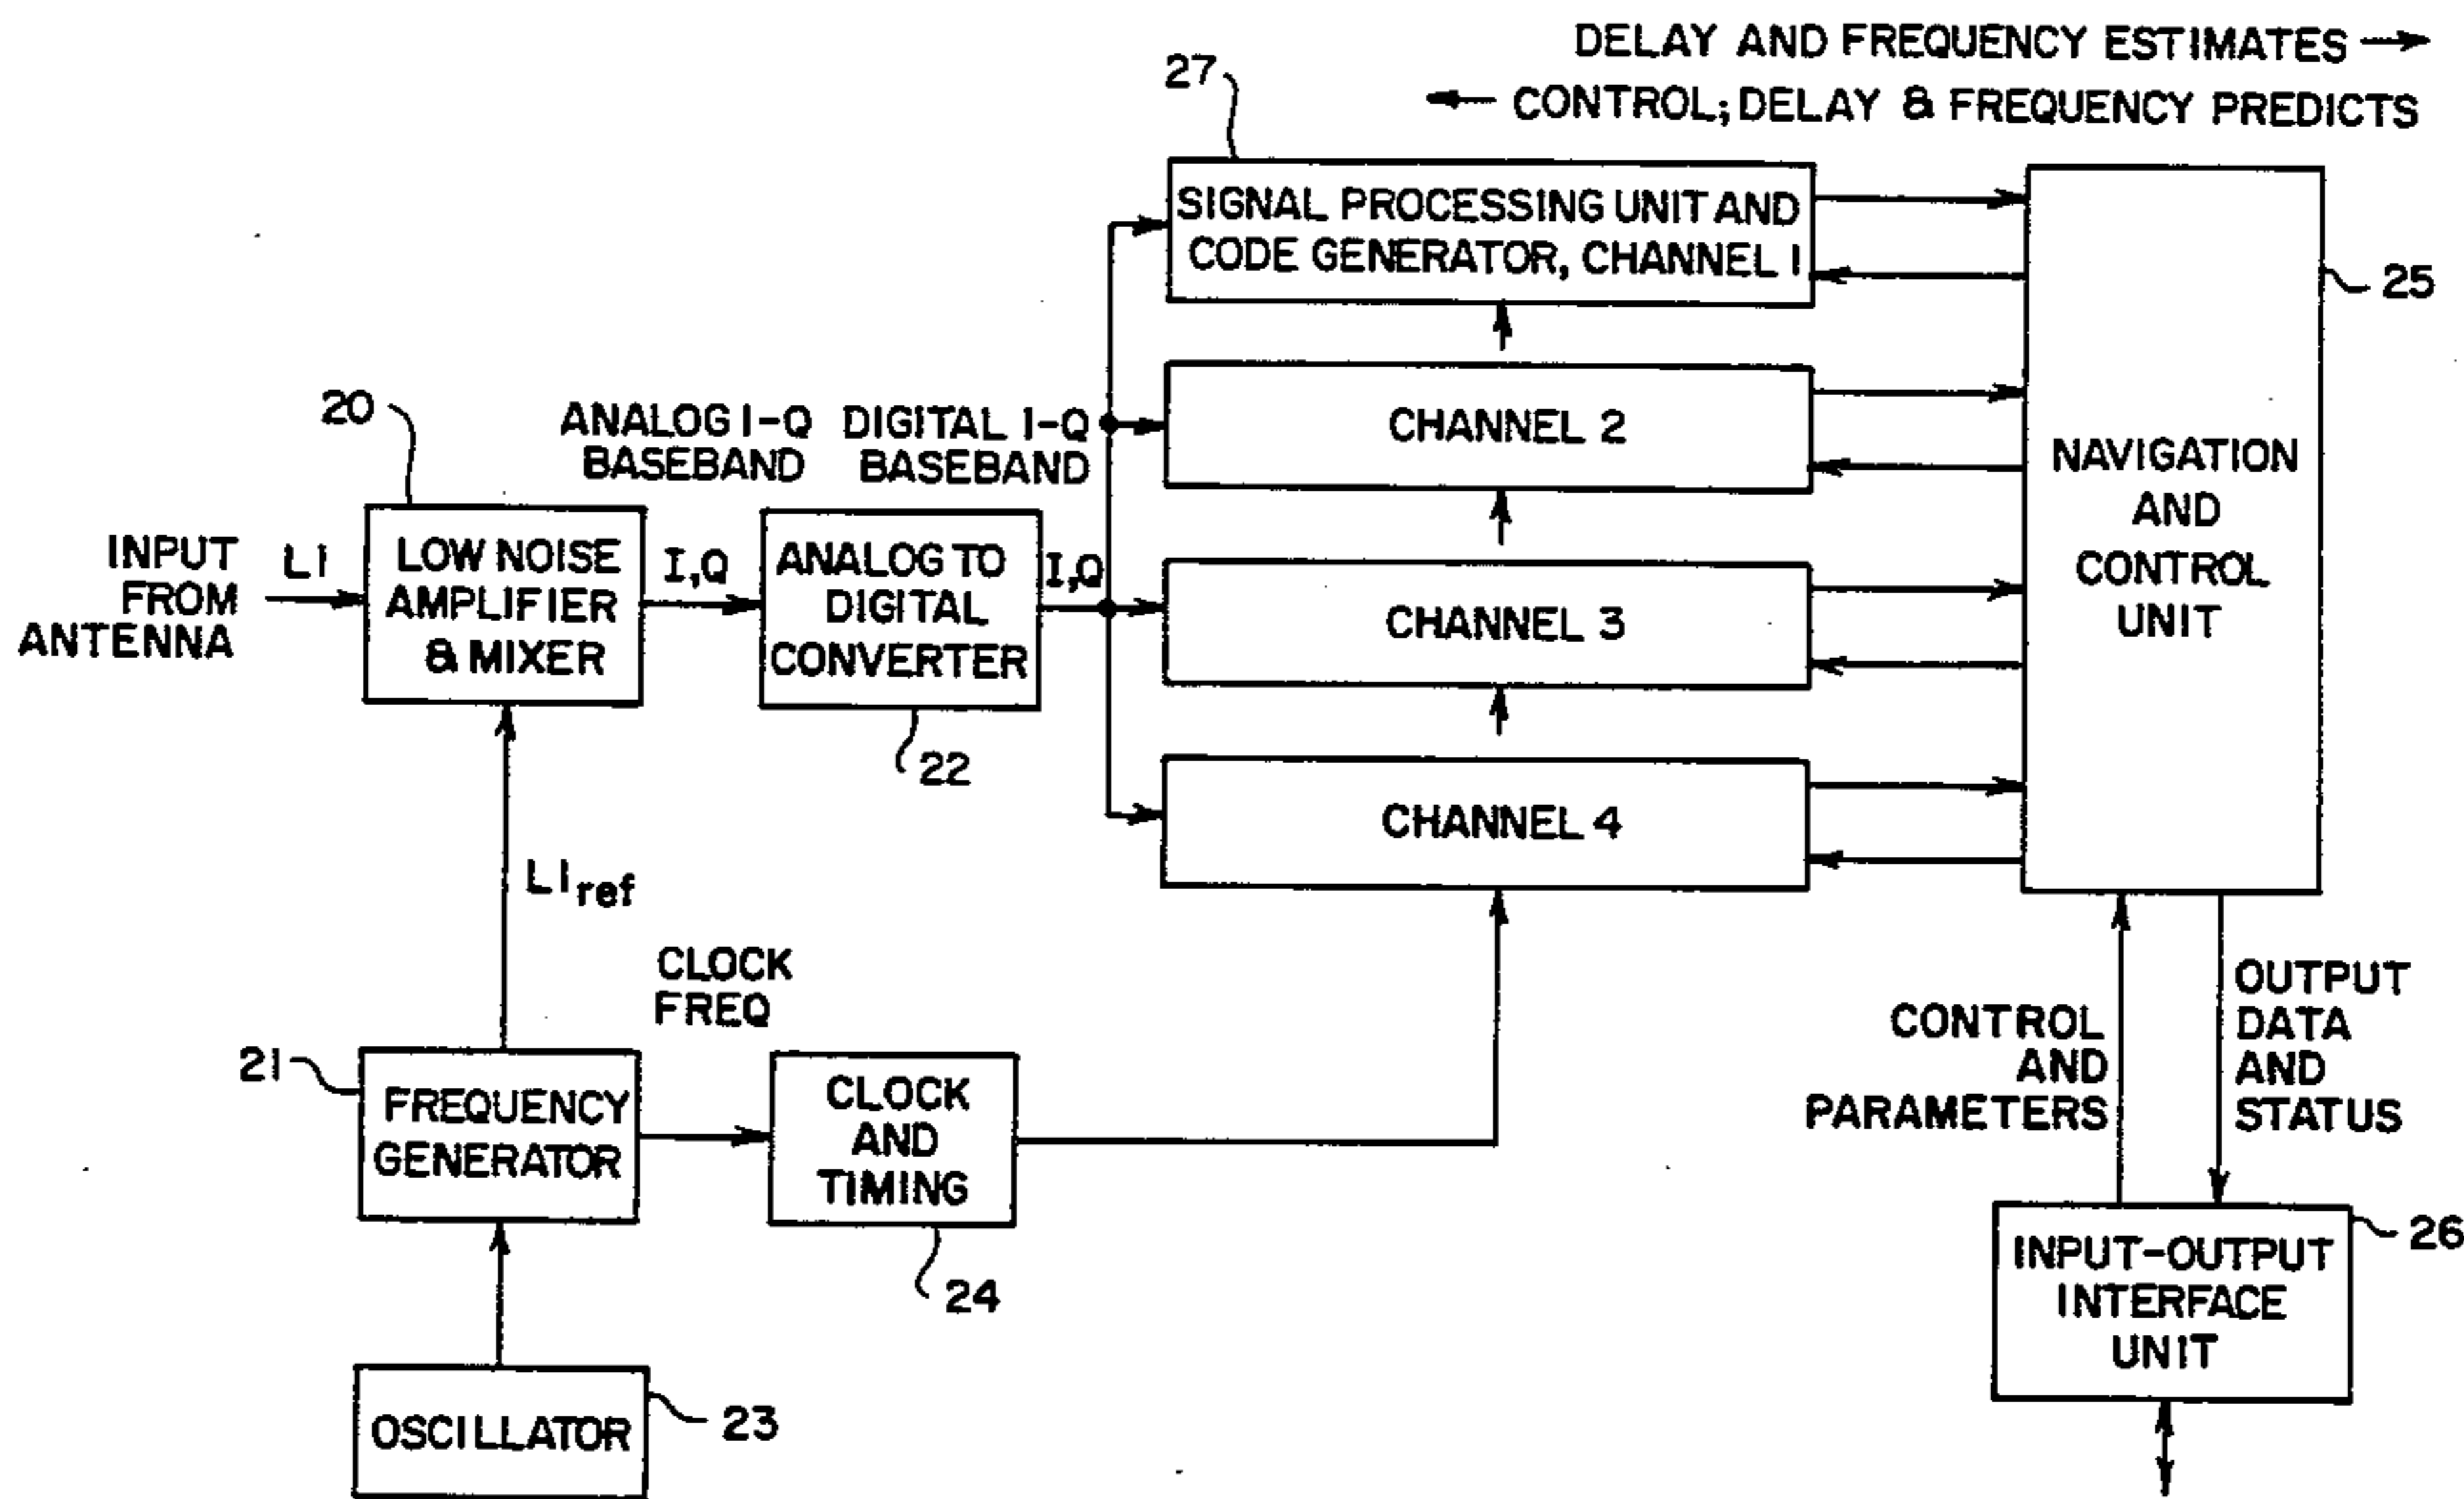 DELAY AND FREQUENCY ESTIMATES →
← CONTROL; DELAY & FREQUENCY PREDICTS
27
SIGNAL PROCESSING UNIT AND
CODE GENERATOR, CHANNEL 1
25
CHANNEL 2
CHANNEL 3
CHANNEL 4
NAVIGATION
AND
CONTROL
UNIT
20
ANALOG I-Q
BASEBAND
DIGITAL I-Q
BASEBAND
INPUT
FROM
ANTENNA
L1
LOW NOISE
AMPLIFIER
& MIXER
I,Q
ANALOG TO
DIGITAL
CONVERTER
I,Q
22
L1ref
CLOCK
FREQ
21
FREQUENCY
GENERATOR
CLOCK
AND
TIMING
24
CONTROL
AND
PARAMETERS
OUTPUT
DATA
AND
STATUS
26
INPUT-OUTPUT
INTERFACE
UNIT
OSCILLATOR
23